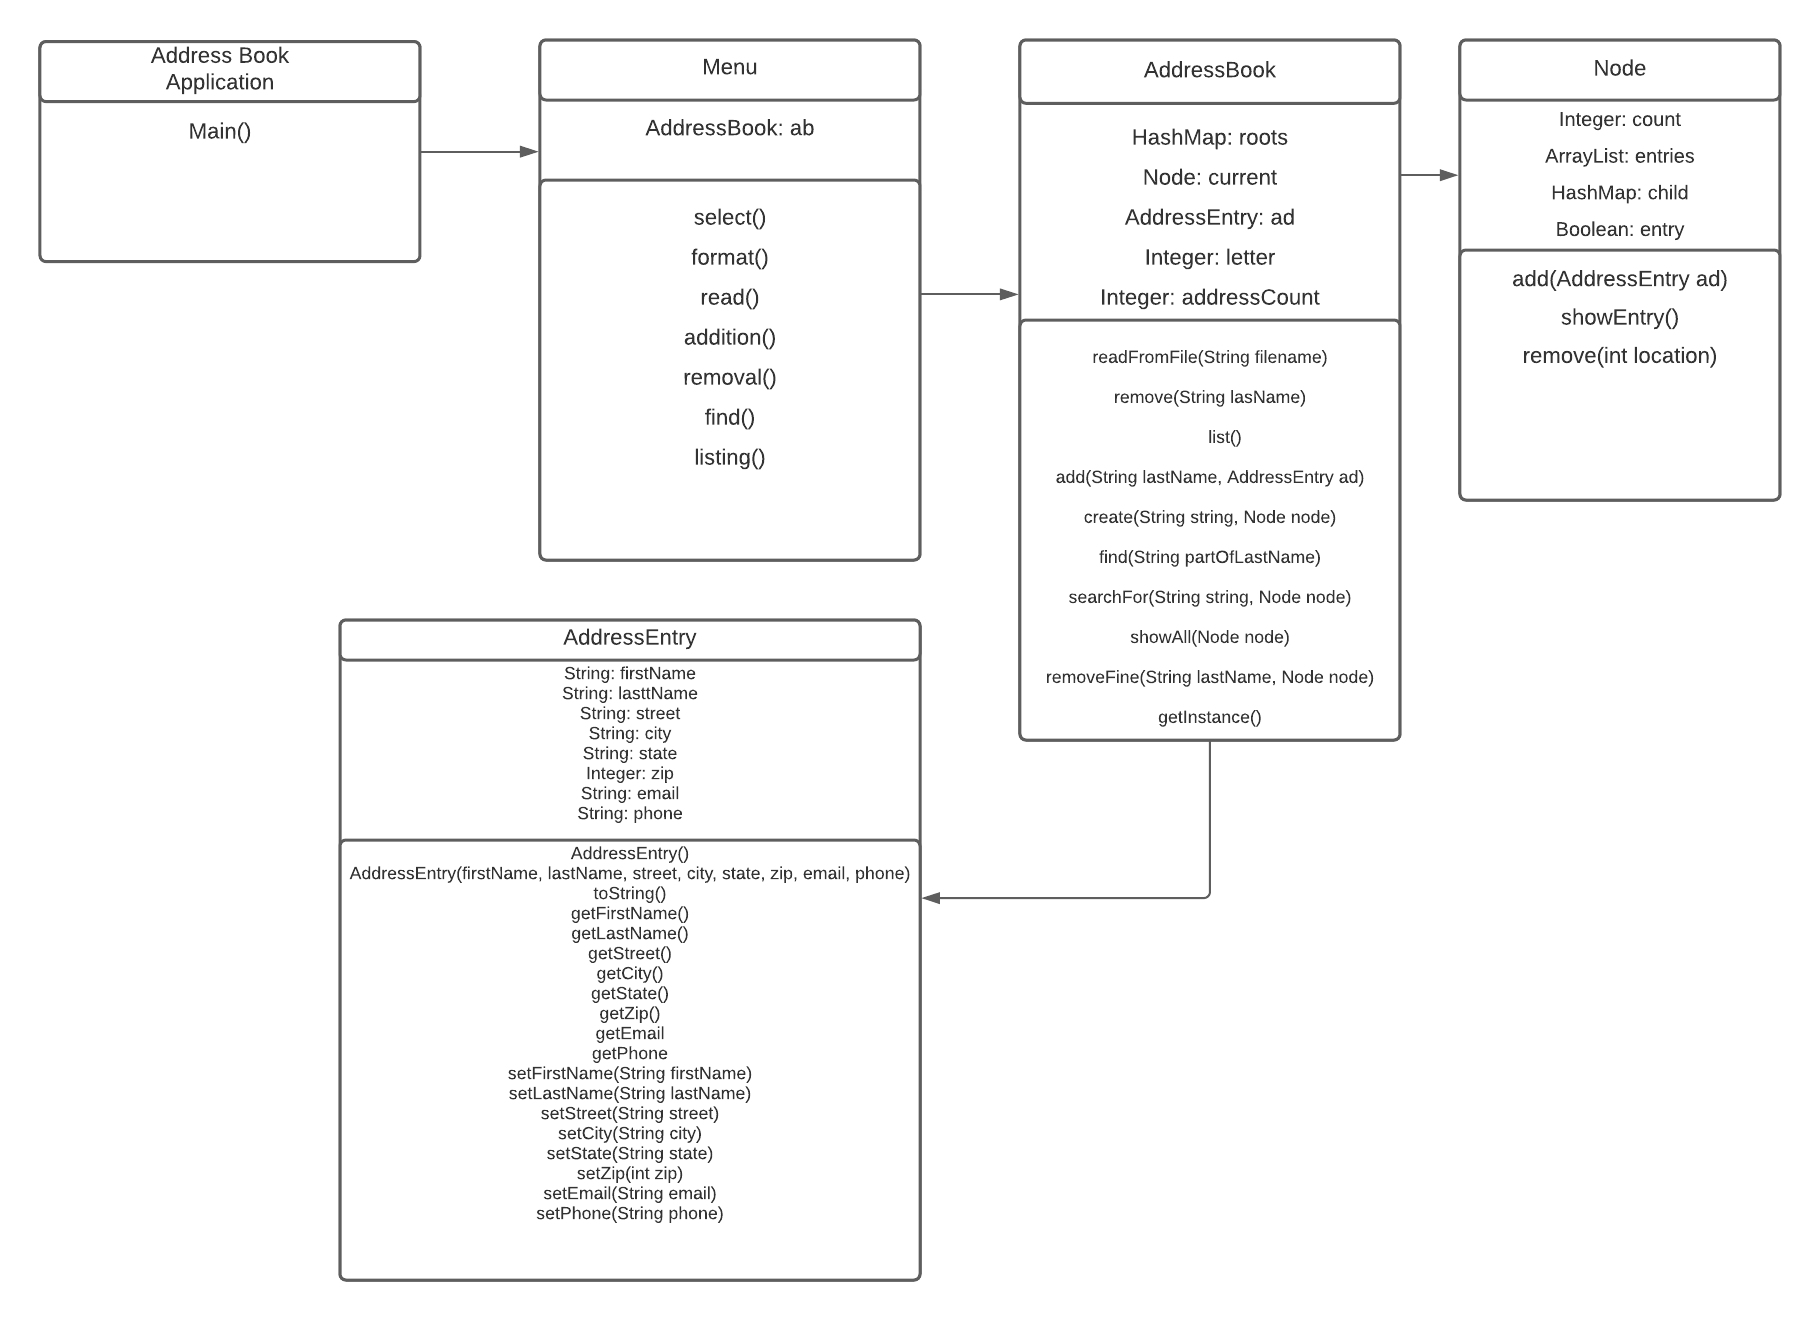 Address Book
Application
Main()
Menu
AddressBook: ab
select()
format()
read()
addition()
removal()
find()
listing()
AddressBook
HashMap: roots
Node: current
AddressEntry: ad
Integer: letter
Integer: addressCount
readFromFile(String filename)
remove(String lasName)
list()
add(String lastName, AddressEntry ad)
create(String string, Node node)
find(String partOfLastName)
searchFor(String string, Node node)
showAll(Node node)
removeFine(String lastName, Node node)
getInstance()
Node
Integer: count
ArrayList: entries
HashMap: child
Boolean: entry
add(AddressEntry ad)
showEntry()
remove(int location)
AddressEntry
String: firstName
String: lasttName
String: street
String: city
String: state
Integer: zip
String: email
String: phone
AddressEntry()
AddressEntry(firstName, lastName, street, city, state, zip, email, phone)
toString()
getFirstName()
getLastName()
getStreet()
getCity()
getState()
getZip()
getEmail
getPhone
setFirstName(String firstName)
setLastName(String lastName)
setStreet(String street)
setCity(String city)
setState(String state)
setZip(int zip)
setEmail(String email)
setPhone(String phone)